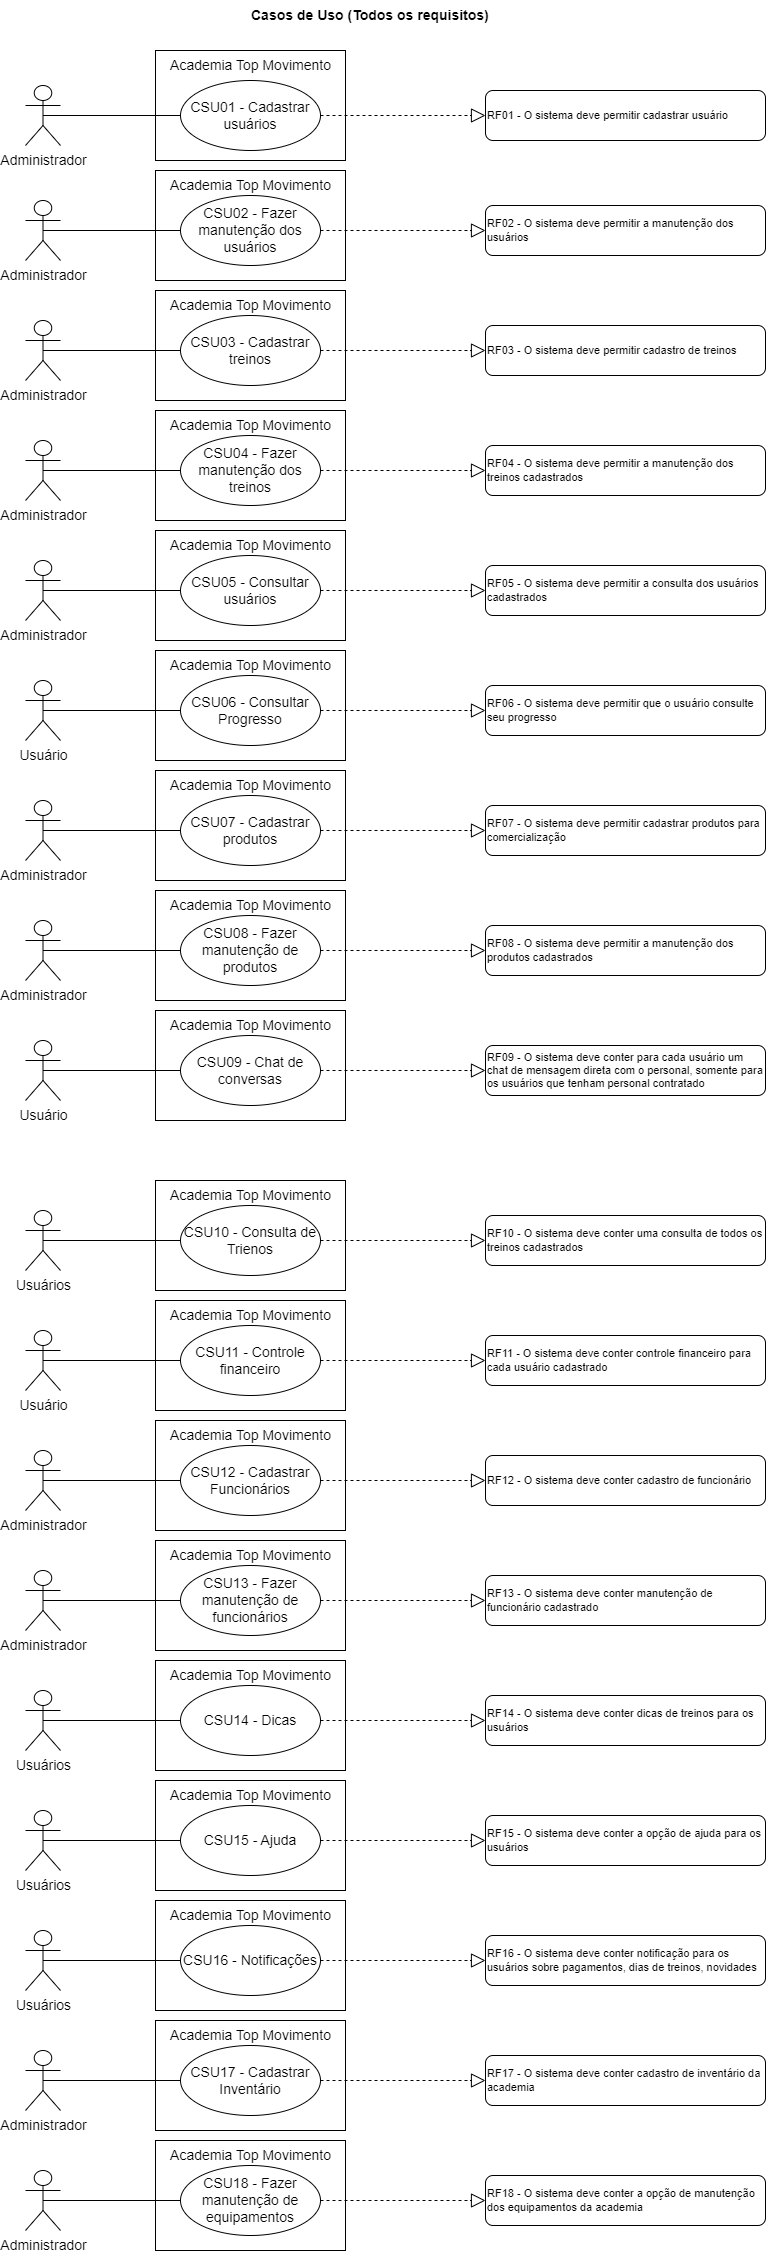 Casos de Uso (Todos os requisitos)
Academia Top Movimento
CSU01 - Cadastrar
usuários
Administrador
RF01 - O sistema deve permitir cadastrar usuário
Academia Top Movimento
CSU02 - Fazer
manutenção dos
usuários
Administrador
RF02 - O sistema deve permitir a manutenção dos
usuários
Academia Top Movimento
CSU03 - Cadastrar
treinos
Administrador
RF03 - O sistema deve permitir cadastro de treinos
Academia Top Movimento
CSU04 - Fazer
manutenção dos
treinos
Administrador
RF04 - O sistema deve permitir a manutenção dos
treinos cadastrados
Academia Top Movimento
CSU05 - Consultar
usuários
Administrador
RF05 - O sistema deve permitir a consulta dos usuários
cadastrados
Academia Top Movimento
CSU06 - Consultar
Progresso
Usuário
RF06 - O sistema deve permitir que o usuário consulte
seu progresso
Academia Top Movimento
CSU07 - Cadastrar
produtos
Administrador
RF07 - O sistema deve permitir cadastrar produtos para
comercialização
Academia Top Movimento
CSU08 - Fazer
manutenção de
produtos
Administrador
RF08 - O sistema deve permitir a manutenção dos
produtos cadastrados
Academia Top Movimento
CSU09 - Chat de
conversas
Usuário
RF09 - O sistema deve conter para cada usuário um
chat de mensagem direta com o personal, somente para
os usuários que tenham personal contratado
Academia Top Movimento
CSU10 - Consulta de
Trienos
Usuários
RF10 - O sistema deve conter uma consulta de todos os
treinos cadastrados
Academia Top Movimento
CSU11 - Controle
financeiro
Usuário
RF11 - O sistema deve conter controle financeiro para
cada usuário cadastrado
Academia Top Movimento
CSU12 - Cadastrar
Funcionários
Administrador
RF12 - O sistema deve conter cadastro de funcionário
Academia Top Movimento
CSU13 - Fazer
manutenção de
funcionários
Administrador
RF13 - O sistema deve conter manutenção de
funcionário cadastrado
Academia Top Movimento
CSU14 - Dicas
Usuários
RF14 - O sistema deve conter dicas de treinos para os
usuários
Academia Top Movimento
CSU15 - Ajuda
Usuários
RF15 - O sistema deve conter a opção de ajuda para os
usuários
Academia Top Movimento
CSU16 - Notificações
Usuários
RF16 - O sistema deve conter notificação para os
usuários sobre pagamentos, dias de treinos, novidades
Academia Top Movimento
CSU17 - Cadastrar
Inventário
Administrador
RF17 - O sistema deve conter cadastro de inventário da
academia
Academia Top Movimento
CSU18 - Fazer
manutenção de
equipamentos
Administrador
RF18 - O sistema deve conter a opção de manutenção
dos equipamentos da academia